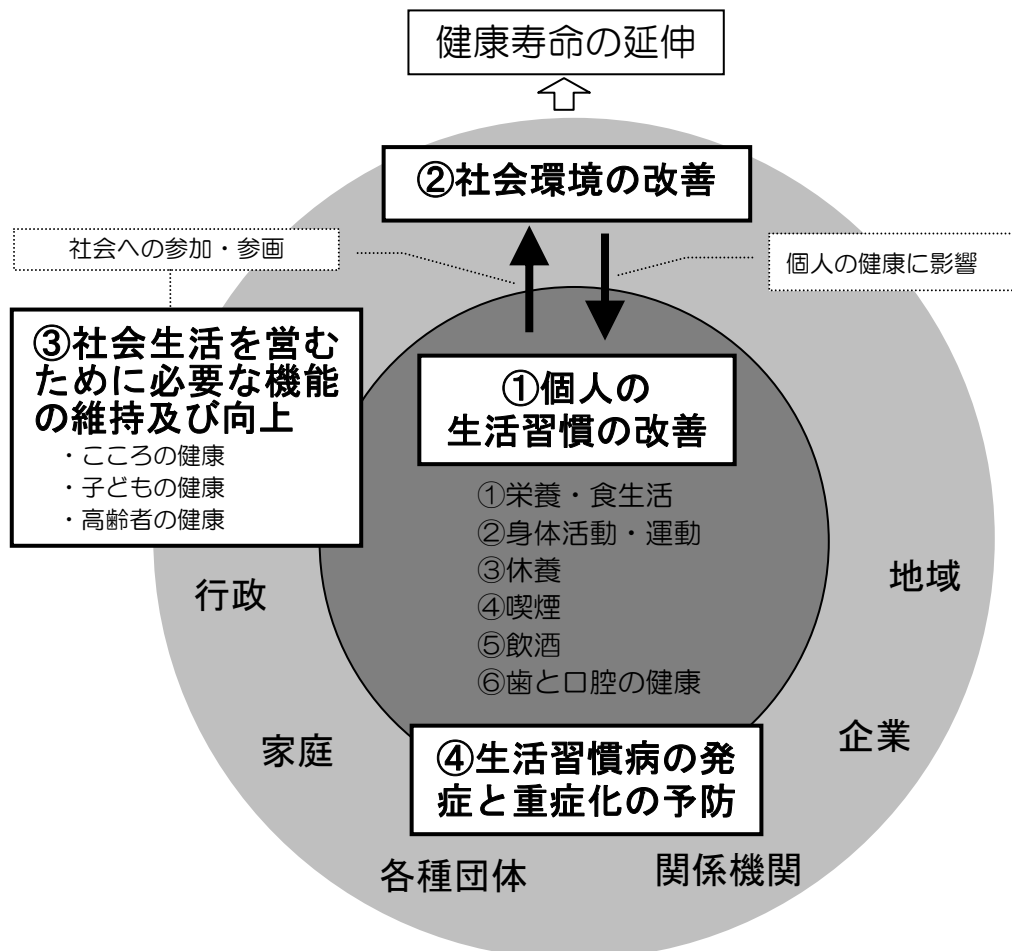 健康寿命の延伸
②社会環境の改善
社会への参加・参画
個人の健康に影響
③社会生活を営む
ために必要な機能
の維持及び向上
・こころの健康
・子どもの健康
・高齢者の健康
①個人の
生活習慣の改善
①栄養・食生活
②身体活動・運動
③休養
④喫煙
⑤飲酒
⑥歯と口腔の健康
行政
地域
家庭
企業
④生活習慣病の発
症と重症化の予防
各種団体
関係機関